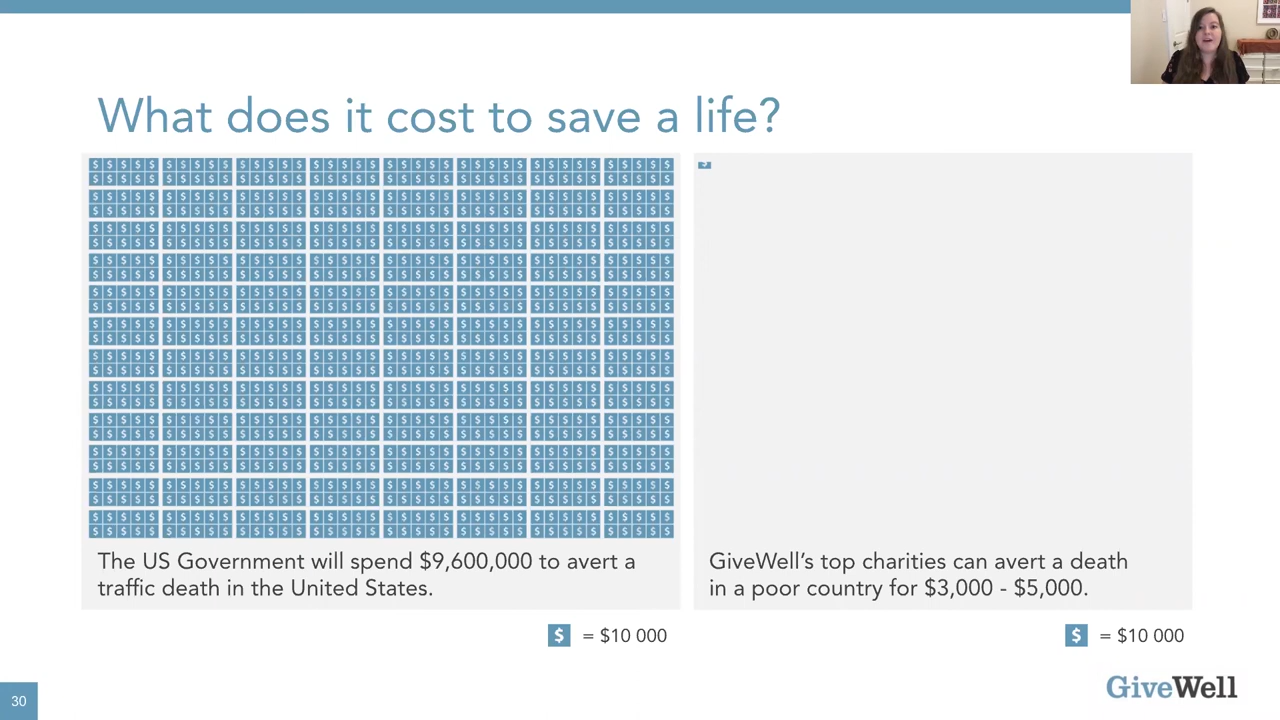 What does it cost to save a life?
The US Government will spend $9,600,000 to avert a
traffic death in the United States.
$ = $10 000
GiveWell’s top charities can avert a death
in a poor country for $3,000 - $5,000.
$ = $10 000
30
GiveWell